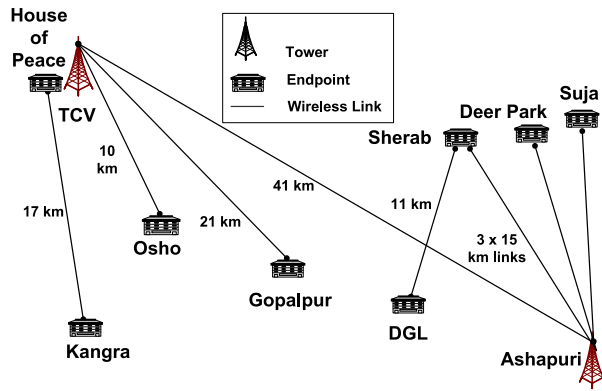 House
of
Peace
TCV
Tower
Endpoint
Wireless Link
Suja
Deer Park
Sherab
10
km
41 km
11 km
17 km
21 km
Osho
3 x 15
km links
Gopalpur
DGL
Kangra
Ashapuri